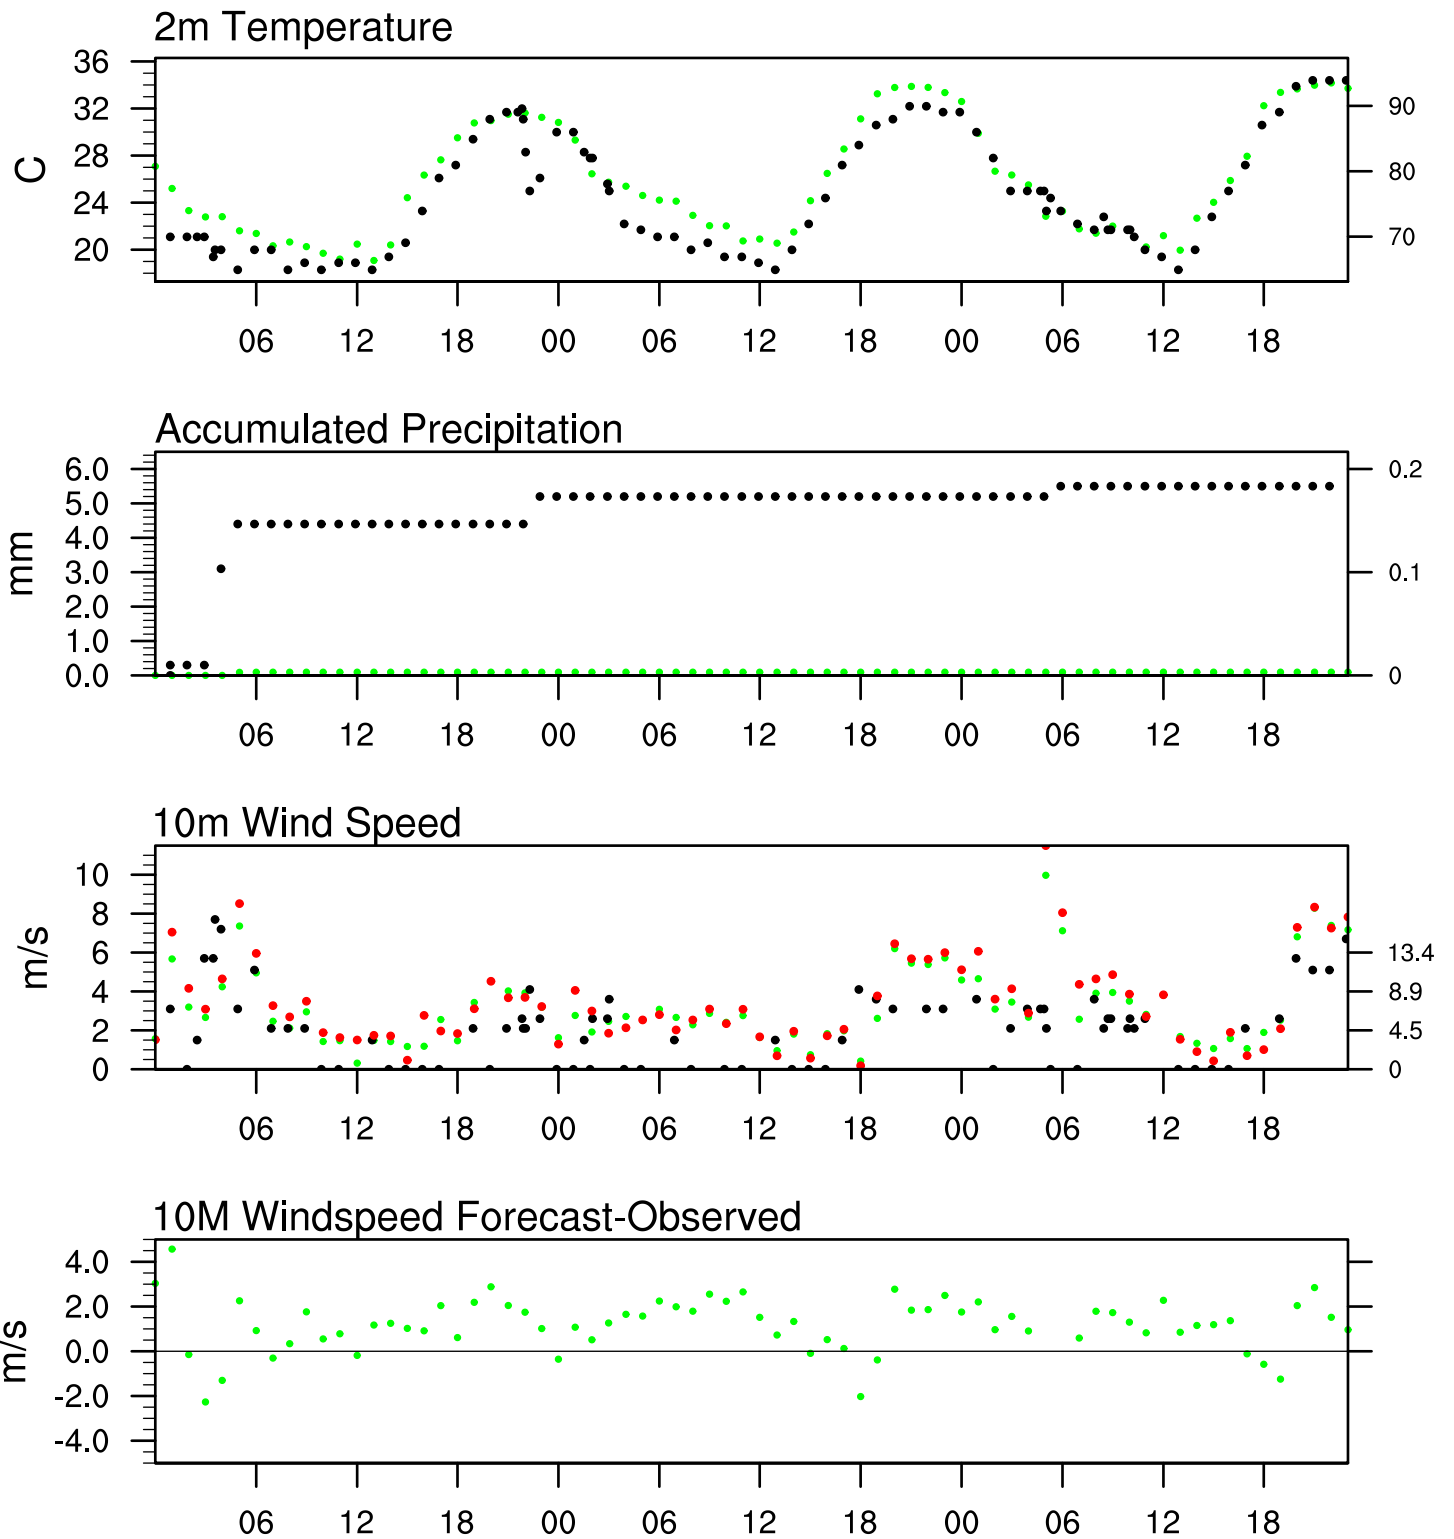 2m Temperature
36
32
28
24
20
C
90
80
70
06 12 18 00 06 12 18 00 06 12 18
Accumulated Precipitation
6.0
5.0
4.0
3.0
2.0
1.0
0.0
mm
0.2
0.1
0
06 12 18 00 06 12 18 00 06 12 18
10m Wind Speed
10
8
6
4
2
0
m/s
13.4
8.9
4.5
0
06 12 18 00 06 12 18 00 06 12 18
10M Windspeed Forecast-Observed
4.0
2.0
0.0
-2.0
-4.0
m/s
06 12 18 00 06 12 18 00 06 12 18